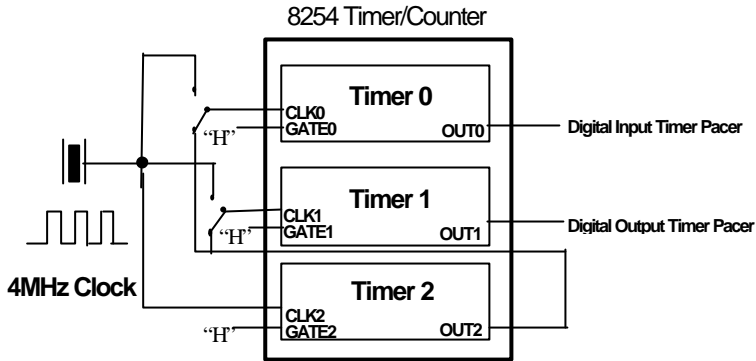 8254 Timer/Counter
Timer 0
CLK0
"H"
GATE0
OUT0
Digital Input Timer Pacer
Timer 1
CLK1
"H"
GATE1
OUT1
Digital Output Timer Pacer
4MHz Clock
Timer 2
CLK2
"H"
GATE2
OUT2